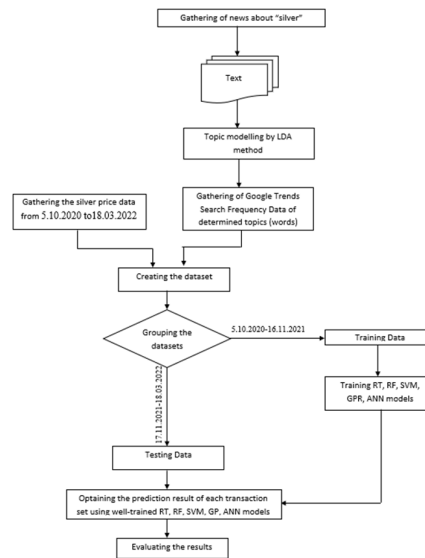 Gathering of news about “silver”
Text
Topic modelling by LDA
method
Gathering the silver price data
from 5.10.2020 to18.03.2022
Gathering of Google Trends
Search Frequency Data of
determined topics (words)
Creating the dataset
Grouping the
datasets
5.10.2020-16.11.2021
Training Data
17.11.2021-18.03.2022
Training RT, RF, SVM,
GPR, ANN models
Testing Data
Optaining the prediction result of each transaction
set using well-trained RT, RF, SVM, GP, ANN models
Evaluating the results